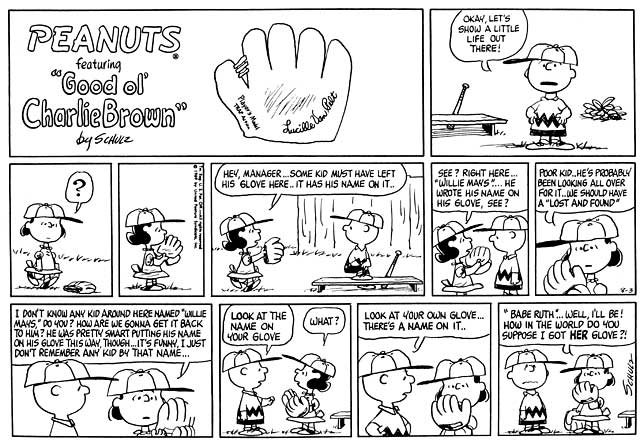 PEANUTS®
featuring
"Good ol'
CharlieBrown"
by SCHULZ
Lucille Van Pelt
OKAY, LET'S
SHOW A LITTLE
LIFE OUT
THERE!
?
HEY, MANAGER...SOME KID MUST HAVE LEFT
HIS GLOVE HERE.. IT HAS HIS NAME ON IT..
SEE? RIGHT HERE...
"WILLIE MAYS"... HE
WROTE HIS NAME ON
HIS GLOVE, SEE?
POOR KID..HE'S PROBABLY
BEEN LOOKING ALL OVER
FOR IT..WE SHOULD HAVE
A "LOST AND FOUND"
8-3
I DON'T KNOW ANY KID AROUND HERE NAMED "WILLIE
MAYS," DO YOU? HOW ARE WE GONNA GET IT BACK
TO HIM? HE WAS PRETTY SMART PUTTING HIS NAME
ON HIS GLOVE THIS WAY, THOUGH...IT'S FUNNY, I JUST
DON'T REMEMBER ANY KID BY THAT NAME...
LOOK AT THE
NAME ON
YOUR GLOVE
WHAT?
LOOK AT YOUR OWN GLOVE...
THERE'S A NAME ON IT..
"BABE RUTH"... WELL, I'LL BE!
HOW IN THE WORLD DO YOU
SUPPOSE I GOT HER GLOVE?!
SCHULZ